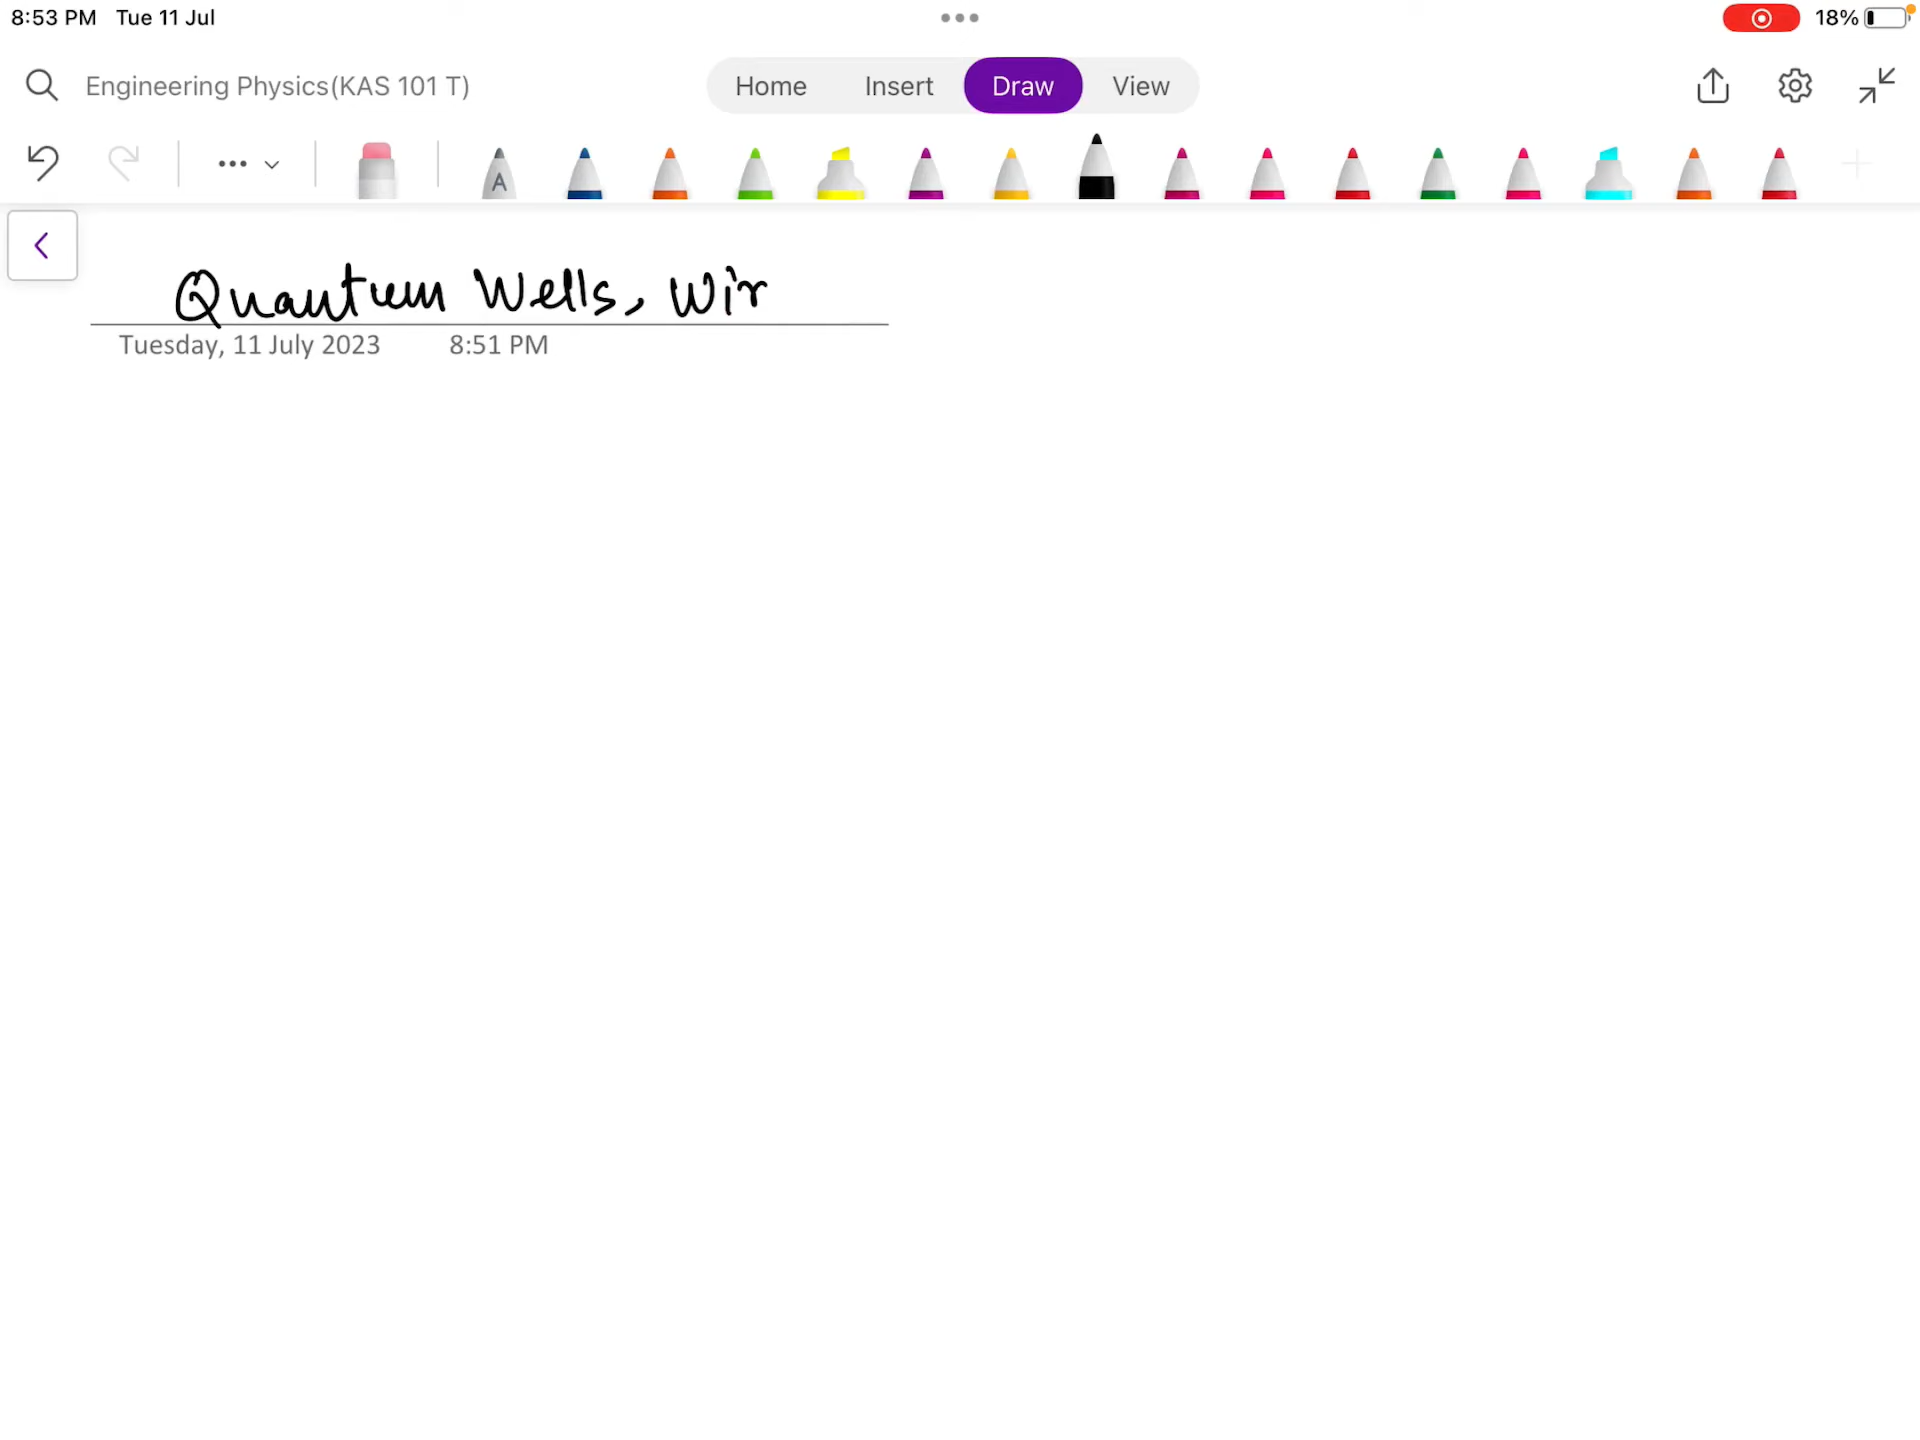 8:53 PM Tue 11 Jul 18%
Engineering Physics(KAS 101 T) Home Insert Draw View
A
Quantum Wells, Wir
Tuesday, 11 July 2023 8:51 PM